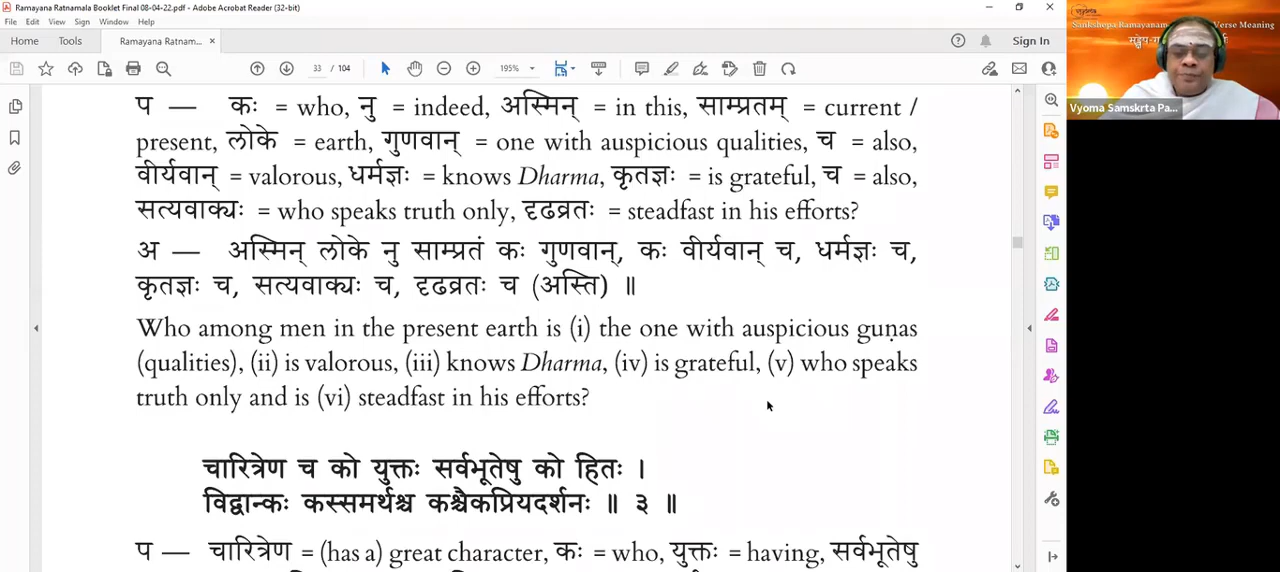 Ramayana Ratnamala Booklet Final 08-04-22.pdf - Adobe Acrobat Reader (32-bit)
File Edit View Sign Window Help
Home Tools Ramayana Ratnam... × Sign In
33 / 104 195%
प — कः = who, नु = indeed, अस्मिन् = in this, साम्प्रतम् = current /
present, लोके = earth, गुणवान् = one with auspicious qualities, च = also,
वीर्यवान् = valorous, धर्मज्ञः = knows Dharma, कृतज्ञः = is grateful, च = also,
सत्यवाक्यः = who speaks truth only, दृढव्रतः = steadfast in his efforts?
अ — अस्मिन् लोके नु साम्प्रतं कः गुणवान्, कः वीर्यवान् च, धर्मज्ञः च,
कृतज्ञः च, सत्यवाक्यः च, दृढव्रतः च (अस्ति) ॥
Who among men in the present earth is (i) the one with auspicious guṇas
(qualities), (ii) is valorous, (iii) knows Dharma, (iv) is grateful, (v) who speaks
truth only and is (vi) steadfast in his efforts?
चारित्रेण च को युक्तः सर्वभूतेषु को हितः ।
विद्वान्कः कस्समर्थश्च कश्चैकप्रियदर्शनः ॥ ३ ॥
प — चारित्रेण = (has a) great character, कः = who, युक्तः = having, सर्वभूतेषु
vyoma
Sankshepa Ramayanam Verse Meaning
Vyoma Samskrta Pa...